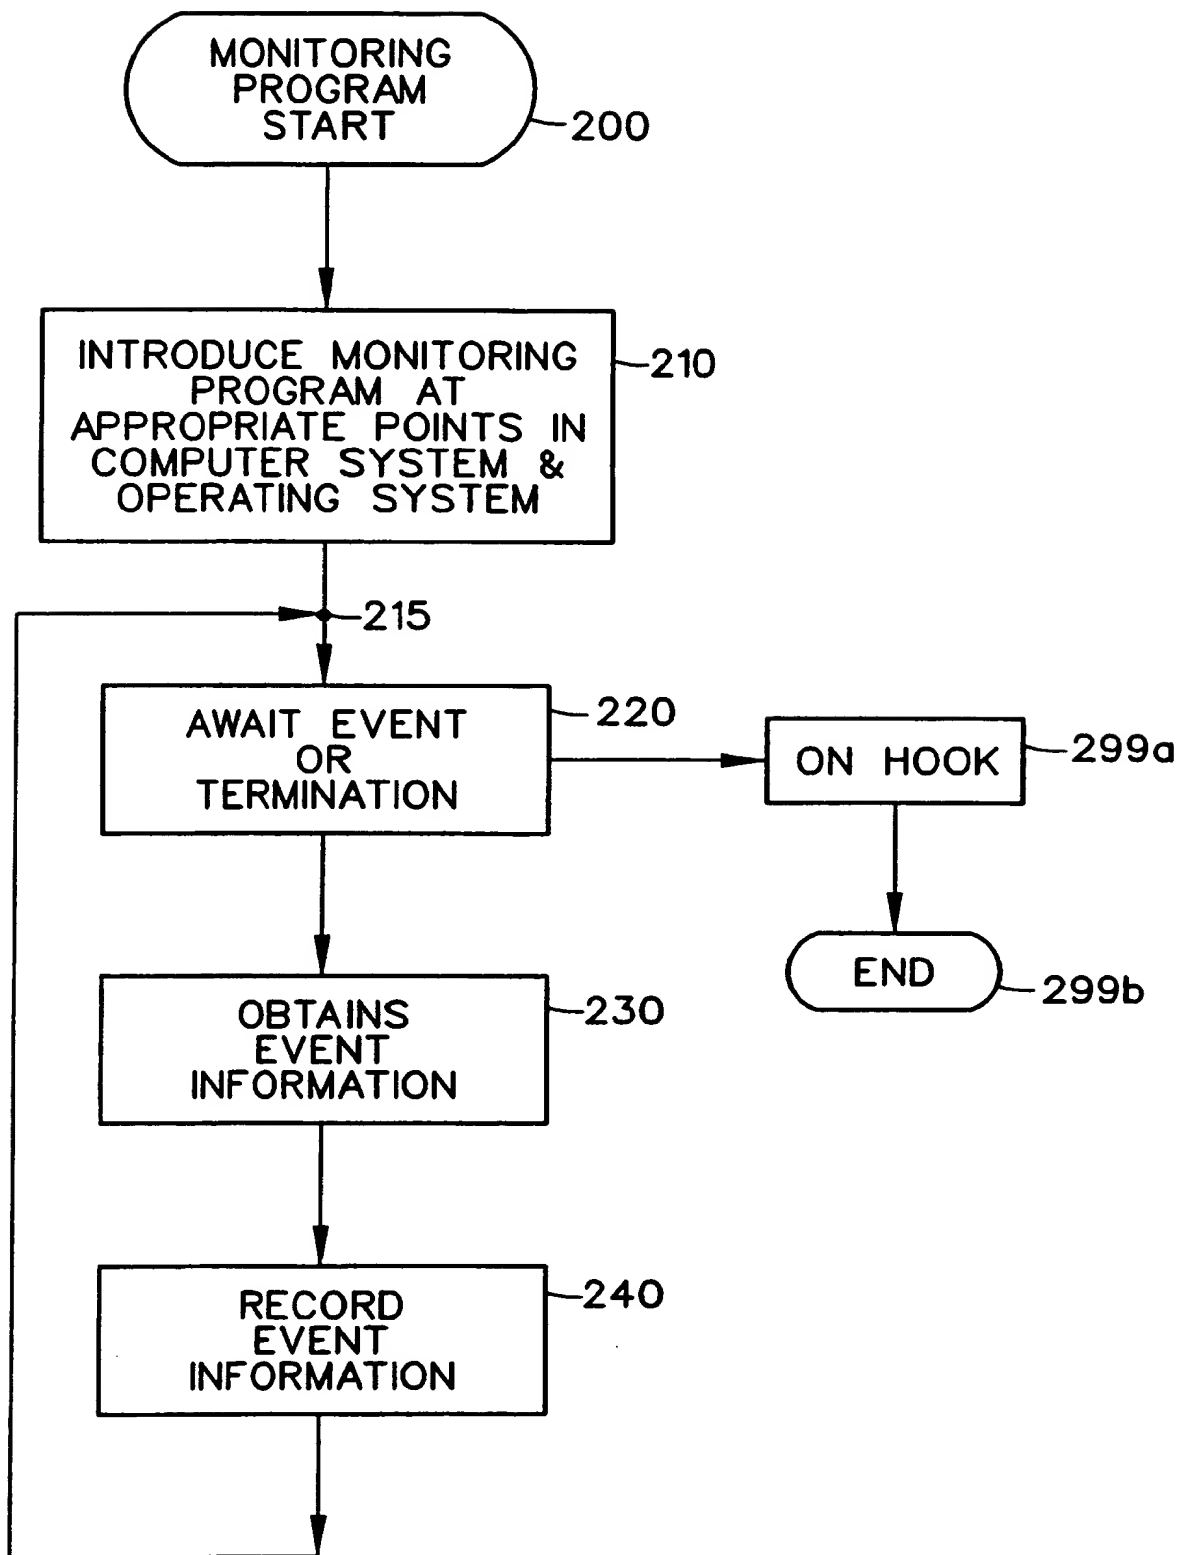 MONITORING
PROGRAM
START
200
INTRODUCE MONITORING
PROGRAM AT
APPROPRIATE POINTS IN
COMPUTER SYSTEM &
OPERATING SYSTEM
210
215
AWAIT EVENT
OR
TERMINATION
220
ON HOOK
299a
END
299b
OBTAINS
EVENT
INFORMATION
230
RECORD
EVENT
INFORMATION
240